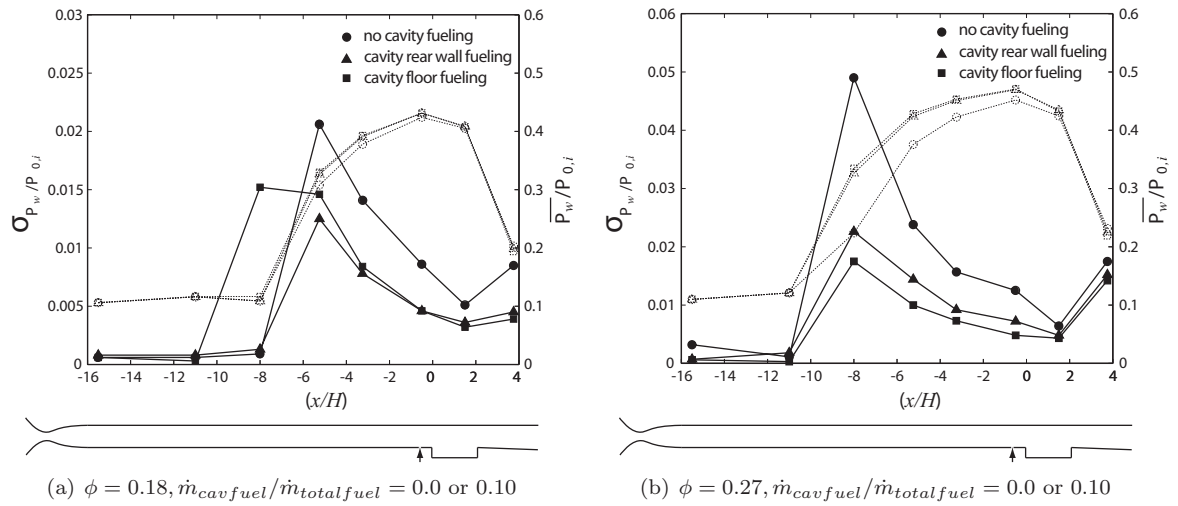 0.03
0.025
0.02
0.015
0.01
0.005
0
σ_{P_w}/P_{0,i}
0.6
0.5
0.4
0.3
0.2
0.1
0
\overline{P_w}/P_{0,i}
no cavity fueling
cavity rear wall fueling
cavity floor fueling
-16 -14 -12 -10 -8 -6 -4 -2 0 2 4
(x/H)
(a) ϕ = 0.18, ṁ_{cavfuel}/ṁ_{totalfuel} = 0.0 or 0.10
0.06
0.05
0.04
0.03
0.02
0.01
0
σ_{P_w}/P_{0,i}
0.6
0.5
0.4
0.3
0.2
0.1
0
\overline{P_w}/P_{0,i}
no cavity fueling
cavity rear wall fueling
cavity floor fueling
-16 -14 -12 -10 -8 -6 -4 -2 0 2 4
(x/H)
(b) ϕ = 0.27, ṁ_{cavfuel}/ṁ_{totalfuel} = 0.0 or 0.10